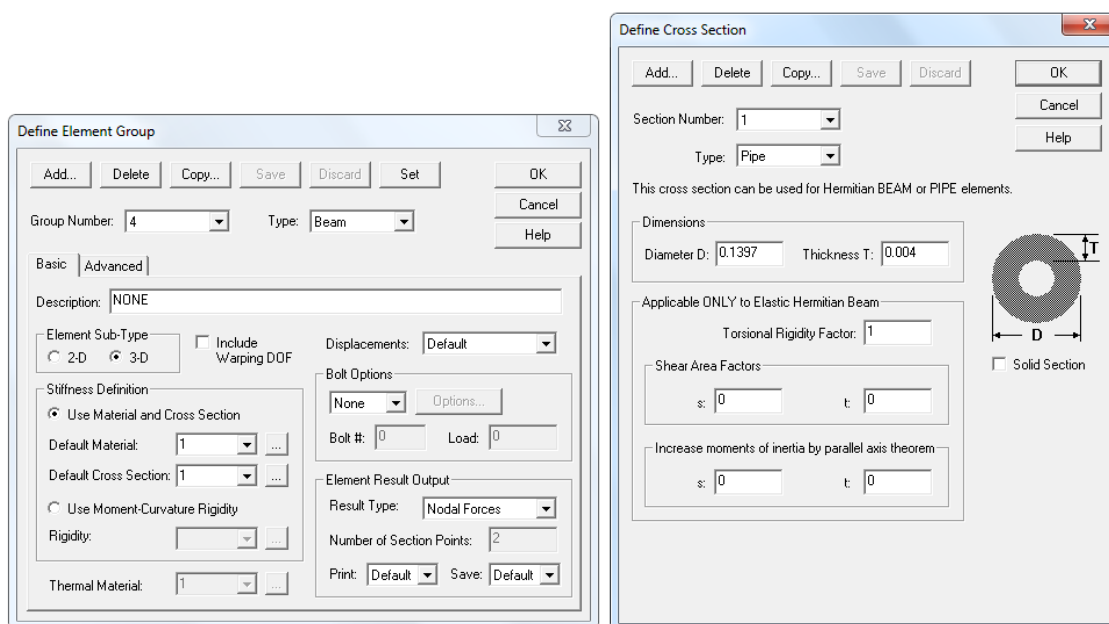 Define Element Group
Add... Delete Copy... Save Discard Set OK
Cancel
Group Number: 4 Type: Beam
Help
Basic Advanced
Description: NONE
Element Sub-Type
2-D 3-D
Include
Warping DOF
Displacements: Default
Stiffness Definition
Use Material and Cross Section
Default Material: 1 ...
Default Cross Section: 1 ...
Use Moment-Curvature Rigidity
Rigidity: ...
Thermal Material: 1 ...
Bolt Options
None Options...
Bolt #: 0 Load: 0
Element Result Output
Result Type: Nodal Forces
Number of Section Points: 2
Print: Default Save: Default
Define Cross Section
Add... Delete Copy... Save Discard OK
Cancel
Section Number: 1
Help
Type: Pipe
This cross section can be used for Hermitian BEAM or PIPE elements.
Dimensions
Diameter D: 0.1397 Thickness T: 0.004
T
D
Solid Section
Applicable ONLY to Elastic Hermitian Beam
Torsional Rigidity Factor: 1
Shear Area Factors
s: 0 t: 0
Increase moments of inertia by parallel axis theorem
s: 0 t: 0